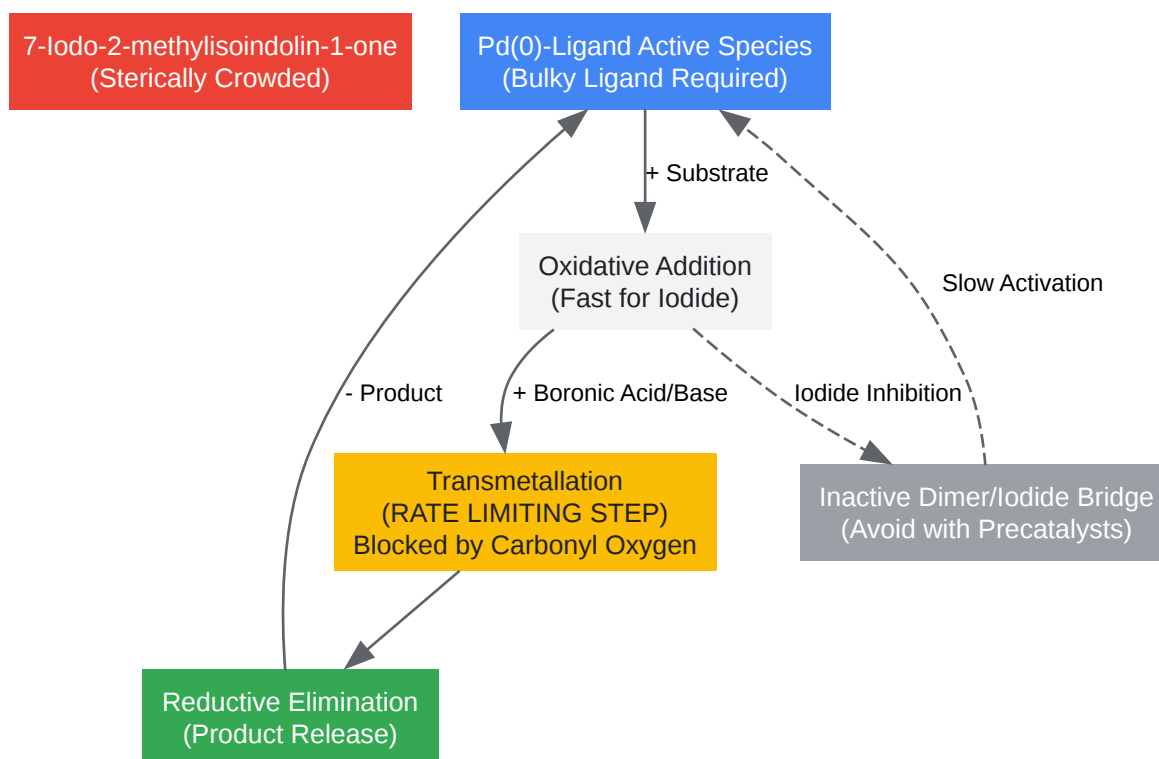 7-Iodo-2-methylisoindolin-1-one
(Sterically Crowded)
Pd(0)-Ligand Active Species
(Bulky Ligand Required)
+ Substrate
Oxidative Addition
(Fast for Iodide)
Slow Activation
- Product
+ Boronic Acid/Base
Iodide Inhibition
Transmetallation
(RATE LIMITING STEP)
Blocked by Carbonyl Oxygen
Inactive Dimer/Iodide Bridge
(Avoid with Precatalysts)
Reductive Elimination
(Product Release)